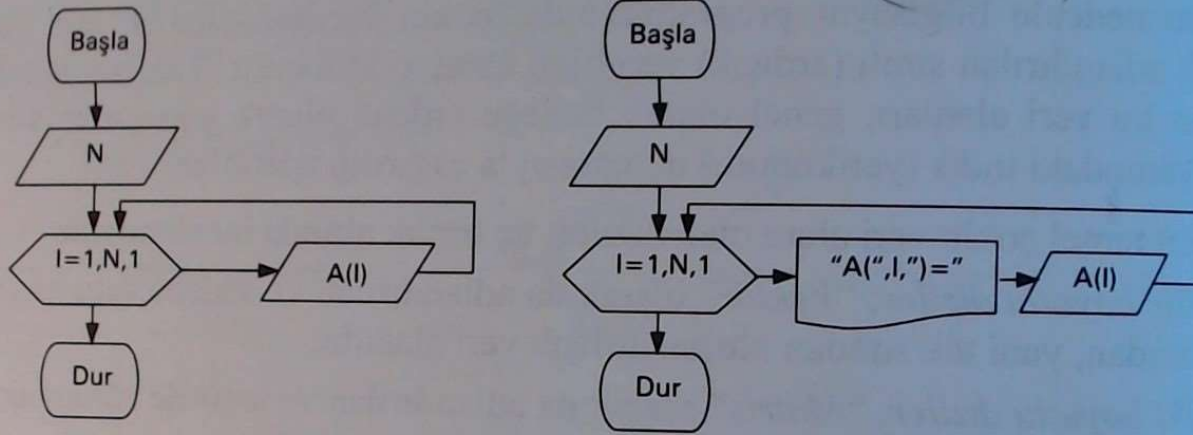 Başla
N
I=1,N,1
A(I)
Dur
Başla
N
I=1,N,1
“A(“,I,”)=”
A(I)
Dur